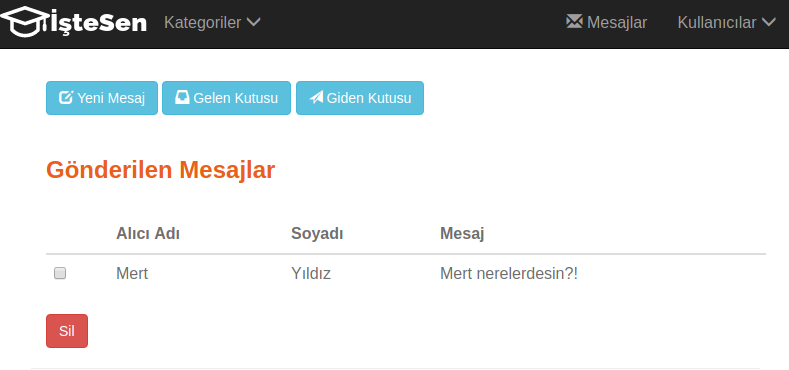 İşteSen Kategoriler Mesajlar Kullanıcılar
Yeni Mesaj Gelen Kutusu Giden Kutusu
Gönderilen Mesajlar
Alıcı Adı Soyadı Mesaj
Mert Yıldız Mert nerelerdesin?!
Sil